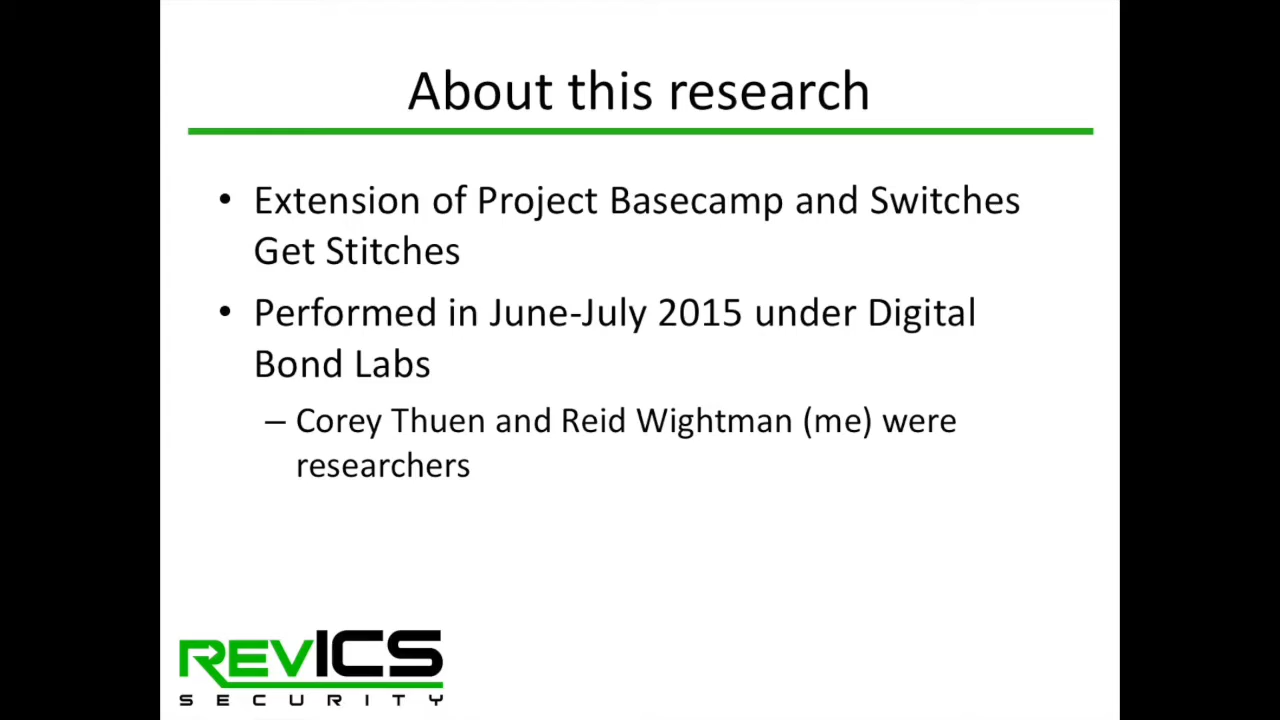 About this research
• Extension of Project Basecamp and Switches
Get Stitches
• Performed in June-July 2015 under Digital
Bond Labs
– Corey Thuen and Reid Wightman (me) were
researchers
REVICS
SECURITY